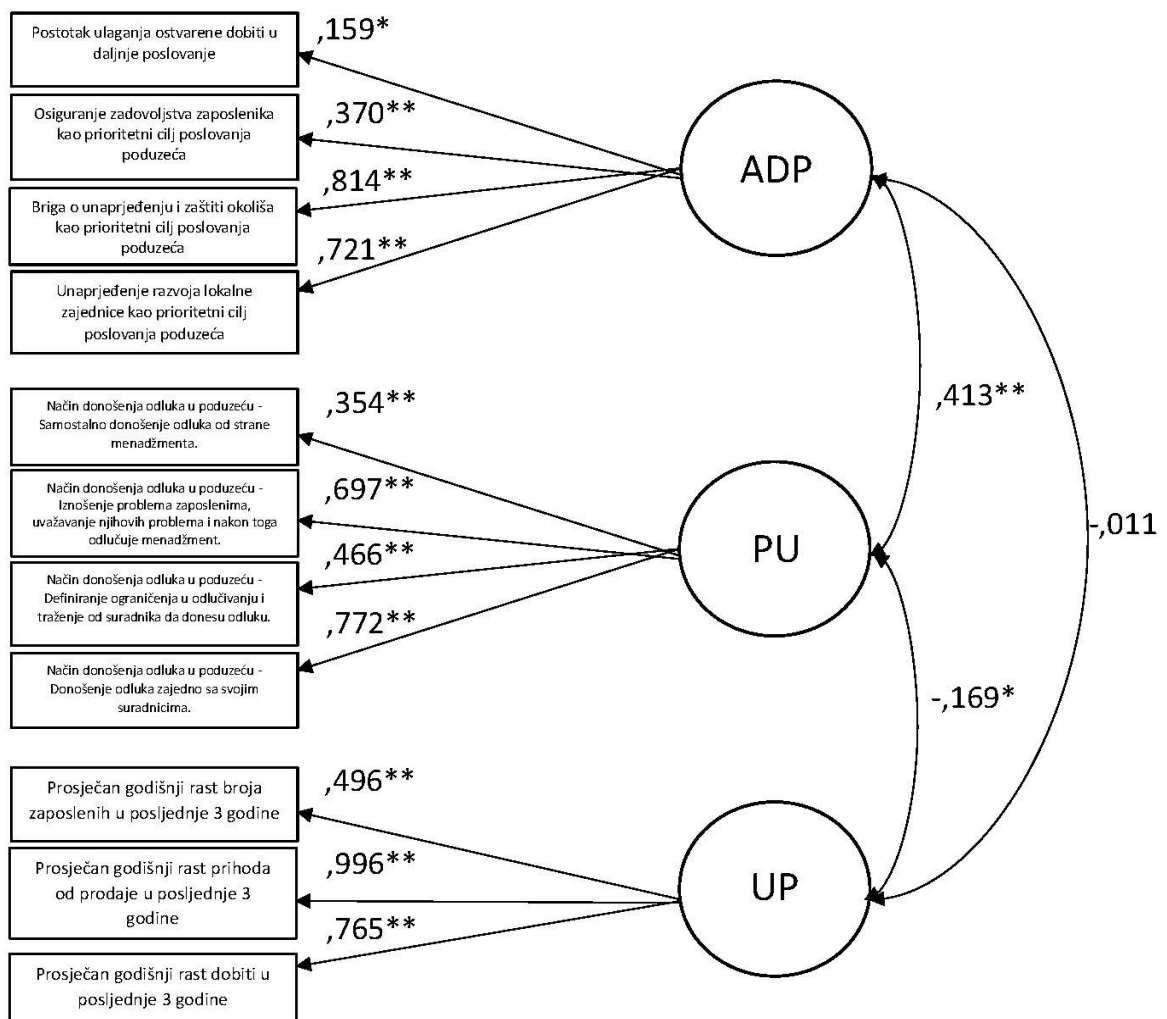 Postotak ulaganja ostvarene dobiti u
daljnje poslovanje
,159*
Osiguranje zadovoljstva zaposlenika
kao prioritetni cilj poslovanja
poduzeća
,370**
Briga o unaprjeđenju i zaštiti okoliša
kao prioritetni cilj poslovanja
poduzeća
,814**
Unaprjeđenje razvoja lokalne
zajednice kao prioritetni cilj
poslovanja poduzeća
,721**
ADP
Način donošenja odluka u poduzeću -
Samostalno donošenje odluka od strane
menadžmenta.
,354**
Način donošenja odluka u poduzeću -
Iznošenje problema zaposlenima,
uvažavanje njihovih problema i nakon toga
odlučuje menadžment.
,697**
Način donošenja odluka u poduzeću -
Definiranje ograničenja u odlučivanju i
traženje od suradnika da donesu odluku.
,466**
Način donošenja odluka u poduzeću -
Donošenje odluka zajedno sa svojim
suradnicima.
,772**
PU
,413**
-,011
-,169*
Prosječan godišnji rast broja
zaposlenih u posljednje 3 godine
,496**
Prosječan godišnji rast prihoda
od prodaje u posljednje 3
godine
,996**
Prosječan godišnji rast dobiti u
posljednje 3 godine
,765**
UP